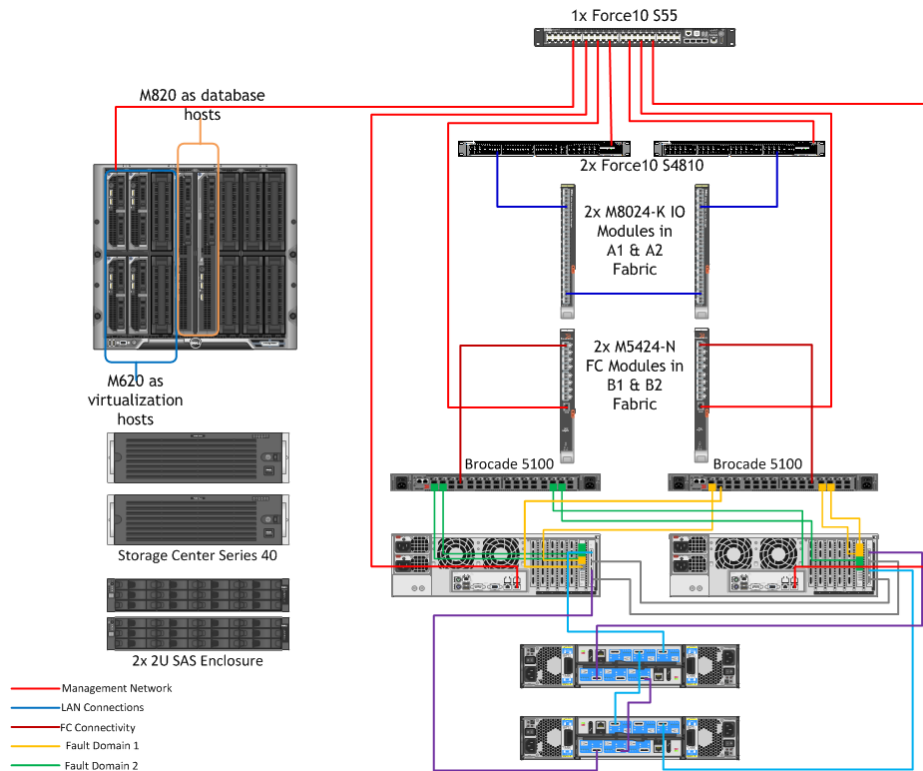 1x Force10 S55
M820 as database
hosts
2x Force10 S4810
2x M8024-K IO
Modules in
A1 & A2
Fabric
2x M5424-N
FC Modules in
B1 & B2
Fabric
M620 as
virtualization
hosts
Brocade 5100
Brocade 5100
Storage Center Series 40
2x 2U SAS Enclosure
Management Network
LAN Connections
FC Connectivity
Fault Domain 1
Fault Domain 2